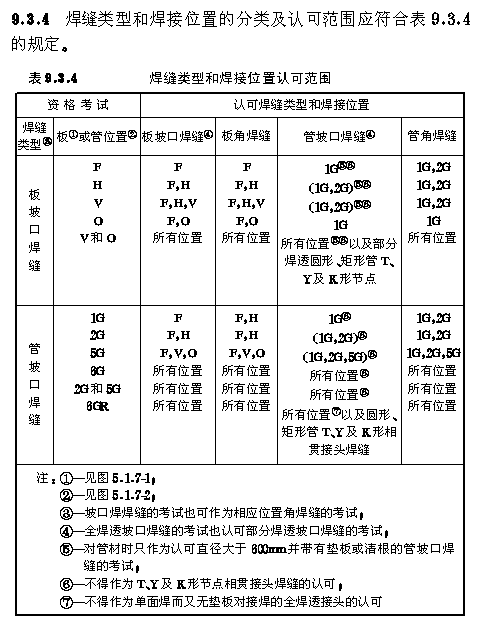 9.3.4 焊缝类型和焊接位置的分类及认可范围应符合表9.3.4
的规定。
表9.3.4 焊缝类型和焊接位置认可范围
资格考试 认可焊缝类型和焊接位置
焊缝
类型③ 板①或管位置② 板坡口焊缝④ 板角焊缝 管坡口焊缝④ 管角焊缝
板
坡
口
焊
缝
F F F 1G⑤⑥ 1G,2G
H F,H F,H (1G,2G)⑤⑥ 1G,2G
V F,H,V F,H,V (1G,2G)⑤⑥ 1G,2G
O F,O F,O 1G 1G
V和O 所有位置 所有位置 所有位置⑤⑥以及部分 所有位置
焊透圆形、矩形管T、
Y及K形节点
管
坡
口
焊
缝
1G F F,H 1G⑥ 1G,2G
2G F,H F,H (1G,2G)⑥ 1G,2G
5G F,V,O F,V,O (1G,2G,5G)⑥ 1G,2G,5G
6G 所有位置 所有位置 所有位置⑥ 所有位置
2G和5G 所有位置 所有位置 所有位置⑥ 所有位置
6GR 所有位置 所有位置 所有位置⑦以及圆形、 所有位置
矩形管T、Y及K形相
贯接头焊缝
注:①—见图5.1.7-1;
②—见图5.1.7-2;
③—坡口焊焊缝的考试也可作为相应位置角焊缝的考试;
④—全焊透坡口焊缝的考试也认可部分焊透坡口焊缝的考试;
⑤—对管材时只作为认可直径大于600mm并带有垫板或清根的管坡口焊
缝的考试;
⑥—不得作为T、Y及K形节点相贯接头焊缝的认可;
⑦—不得作为单面焊而又无垫板对接焊的全焊透接头的认可